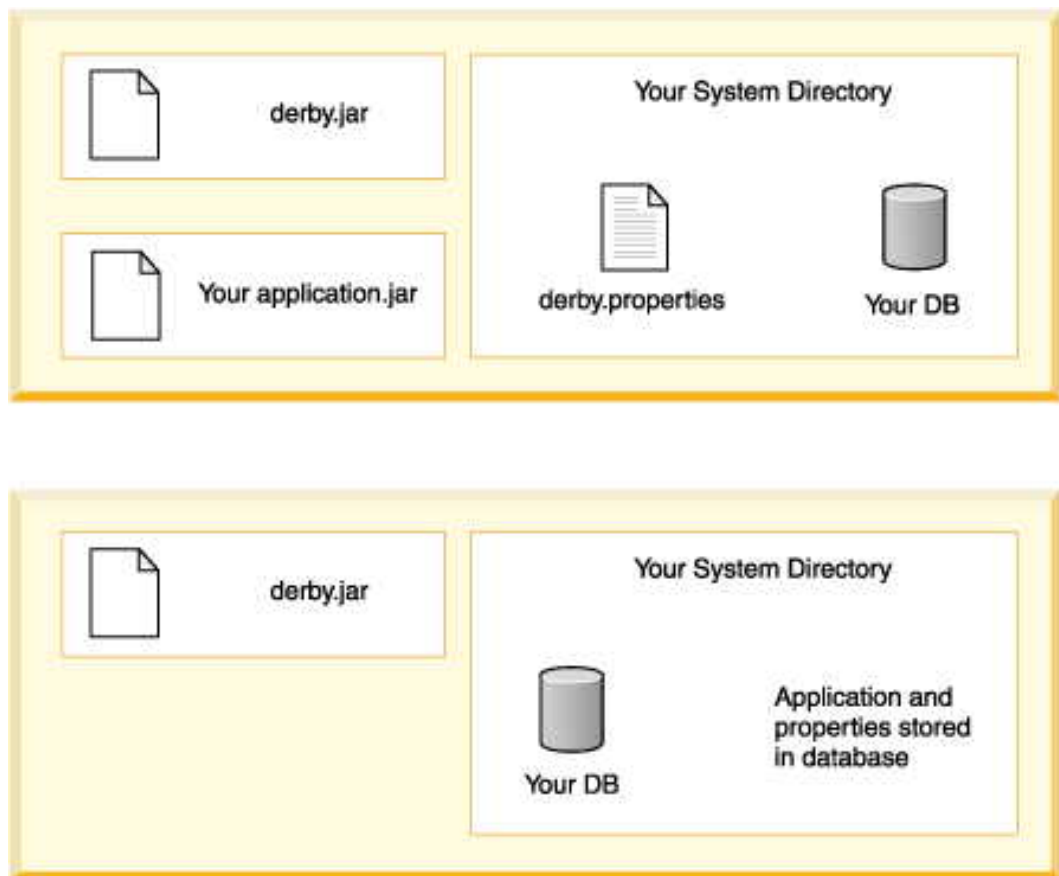 derby.jar
Your System Directory
Your application.jar
derby.properties
Your DB
derby.jar
Your System Directory
Your DB
Application and
properties stored
in database